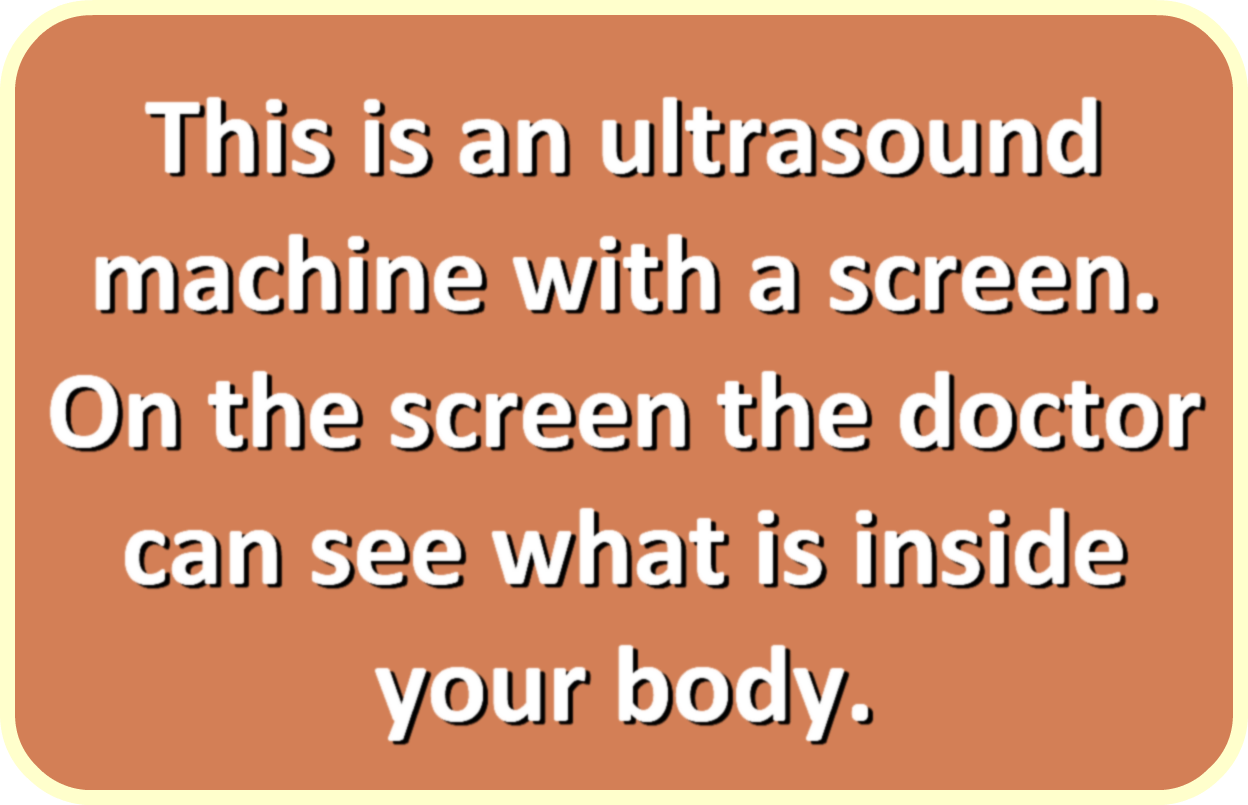 This is an ultrasound
machine with a screen.
On the screen the doctor
can see what is inside
your body.